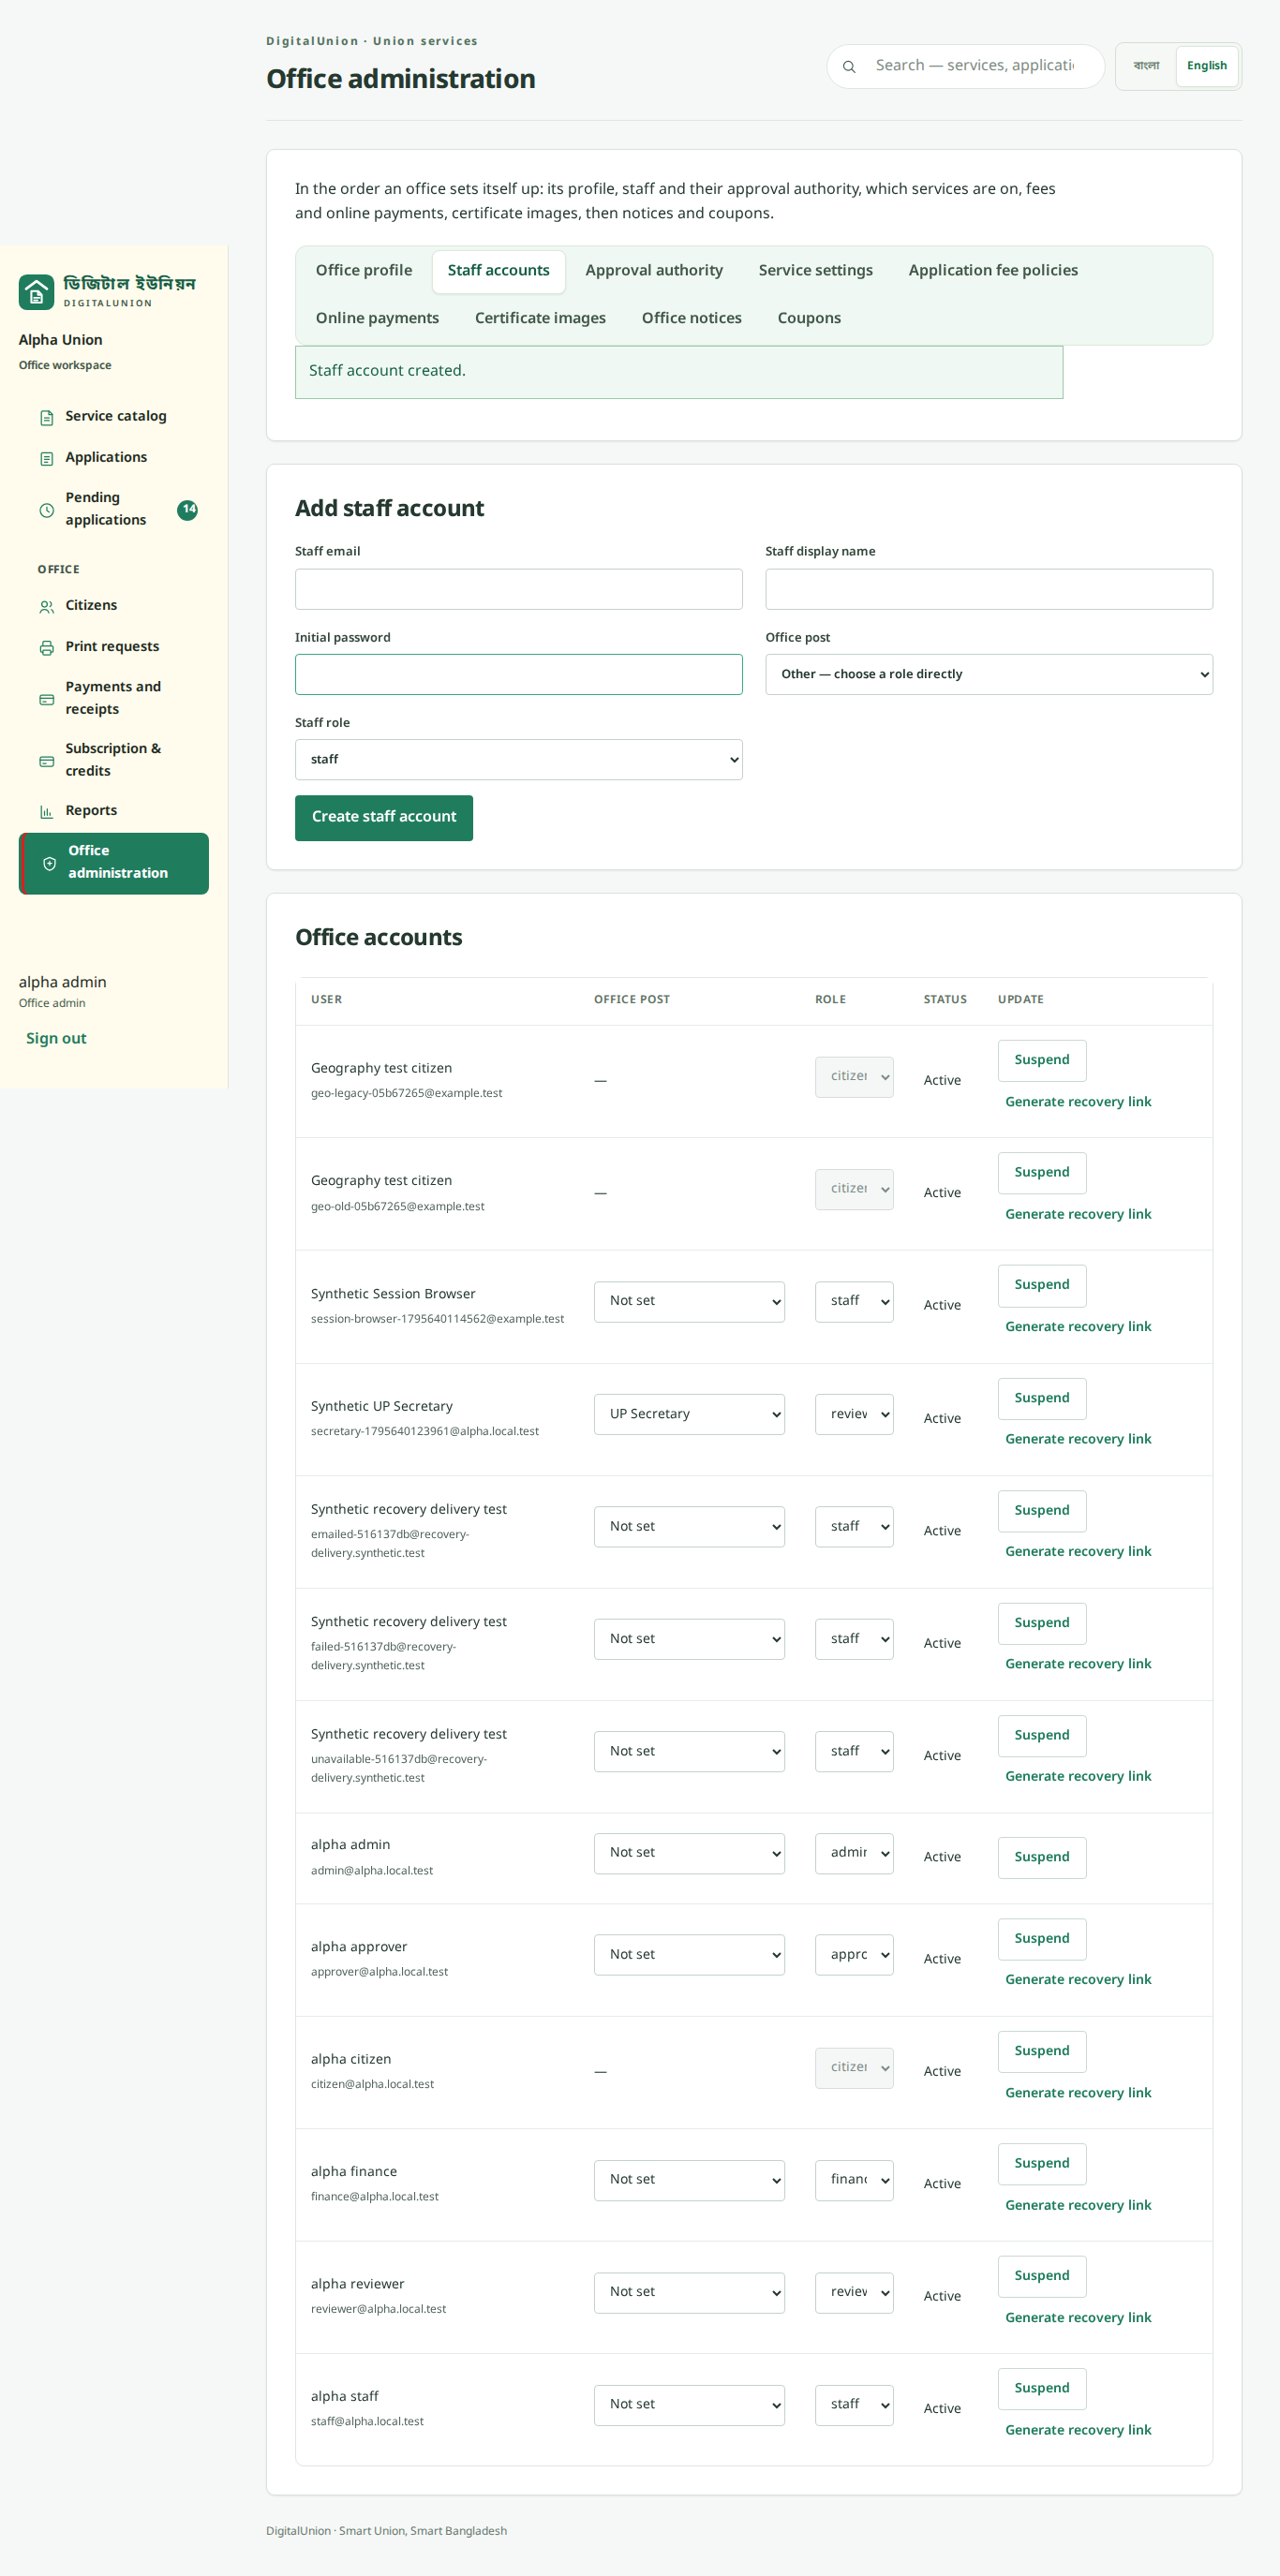 DigitalUnion · Union services
Office administration
Search — services, applicati
বাংলা
English
In the order an office sets itself up: its profile, staff and their approval authority, which services are on, fees
and online payments, certificate images, then notices and coupons.
Office profile
Staff accounts
Approval authority
Service settings
Application fee policies
Online payments
Certificate images
Office notices
Coupons
Staff account created.
ডিজিটাল ইউনিয়ন
DIGITALUNION
Alpha Union
Office workspace
Service catalog
Applications
Pending
applications
14
OFFICE
Citizens
Print requests
Payments and
receipts
Subscription &
credits
Reports
Office
administration
alpha admin
Office admin
Sign out
Add staff account
Staff email
Staff display name
Initial password
Office post
Other — choose a role directly
Staff role
staff
Create staff account
Office accounts
USER OFFICE POST ROLE STATUS UPDATE
Geography test citizen
geo-legacy-05b67265@example.test
—
citizen
Active
Suspend
Generate recovery link
Geography test citizen
geo-old-05b67265@example.test
—
citizen
Active
Suspend
Generate recovery link
Synthetic Session Browser
session-browser-1795640114562@example.test
Not set
staff
Active
Suspend
Generate recovery link
Synthetic UP Secretary
secretary-1795640123961@alpha.local.test
UP Secretary
review
Active
Suspend
Generate recovery link
Synthetic recovery delivery test
emailed-516137db@recovery-
delivery.synthetic.test
Not set
staff
Active
Suspend
Generate recovery link
Synthetic recovery delivery test
failed-516137db@recovery-
delivery.synthetic.test
Not set
staff
Active
Suspend
Generate recovery link
Synthetic recovery delivery test
unavailable-516137db@recovery-
delivery.synthetic.test
Not set
staff
Active
Suspend
Generate recovery link
alpha admin
admin@alpha.local.test
Not set
admin
Active
Suspend
alpha approver
approver@alpha.local.test
Not set
appro
Active
Suspend
Generate recovery link
alpha citizen
citizen@alpha.local.test
—
citizen
Active
Suspend
Generate recovery link
alpha finance
finance@alpha.local.test
Not set
financ
Active
Suspend
Generate recovery link
alpha reviewer
reviewer@alpha.local.test
Not set
review
Active
Suspend
Generate recovery link
alpha staff
staff@alpha.local.test
Not set
staff
Active
Suspend
Generate recovery link
DigitalUnion · Smart Union, Smart Bangladesh